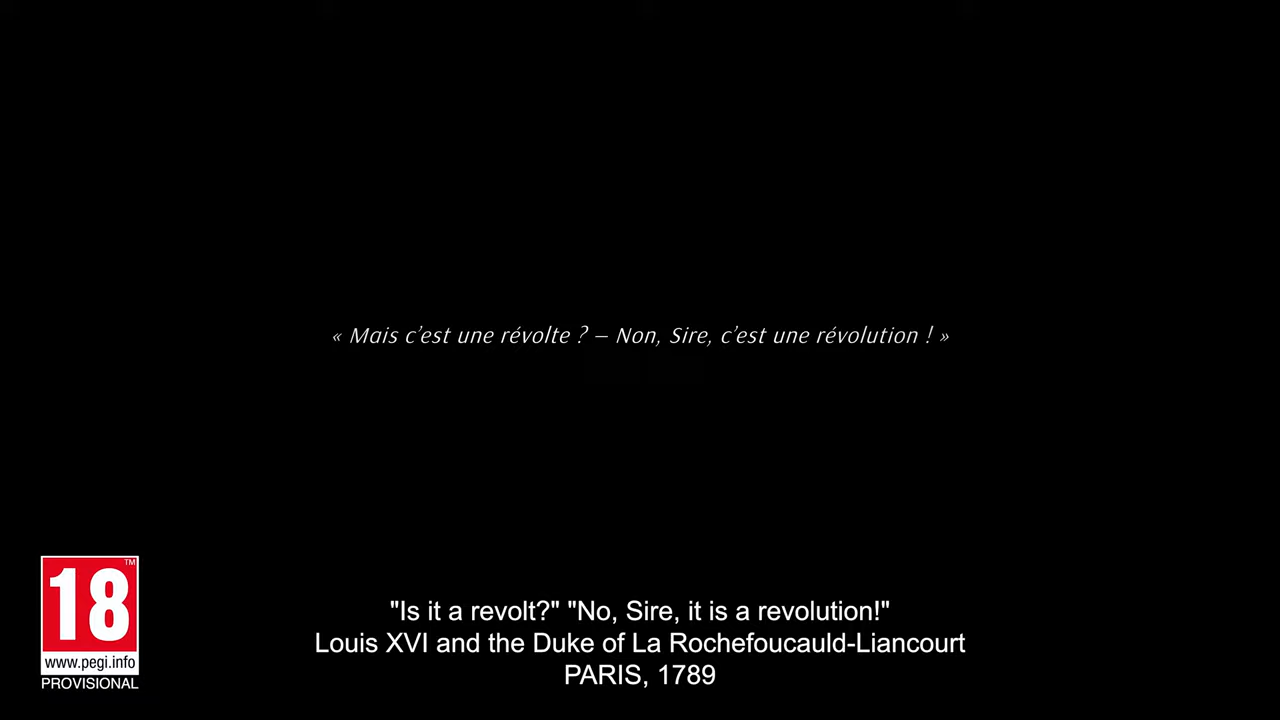 « Mais c’est une révolte ? – Non, Sire, c’est une révolution ! »
18
TM
www.pegi.info
PROVISIONAL
"Is it a revolt?" "No, Sire, it is a revolution!"
Louis XVI and the Duke of La Rochefoucauld-Liancourt
PARIS, 1789